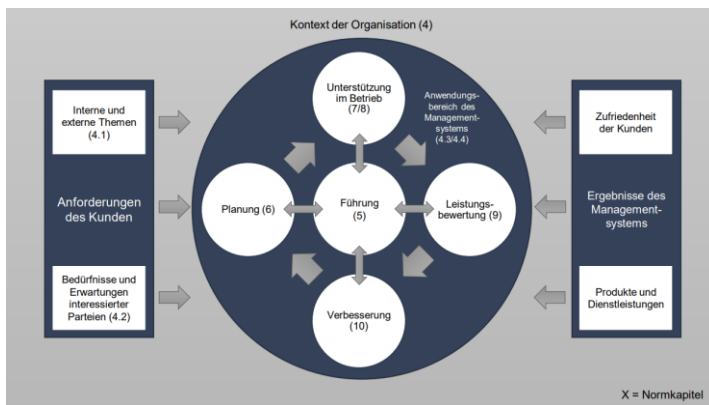 Kontext der Organisation (4)
Interne und
externe Themen
(4.1)
Anforderungen
des Kunden
Bedürfnisse und
Erwartungen
interessierter
Parteien (4.2)
Unterstützung
im Betrieb
(7/8)
Anwendungs-
bereich des
Management-
systems
(4.3/4.4)
Planung (6)
Führung
(5)
Leistungs-
bewertung (9)
Verbesserung
(10)
Zufriedenheit
der Kunden
Ergebnisse des
Management-
systems
Produkte und
Dienstleistungen
X = Normkapitel